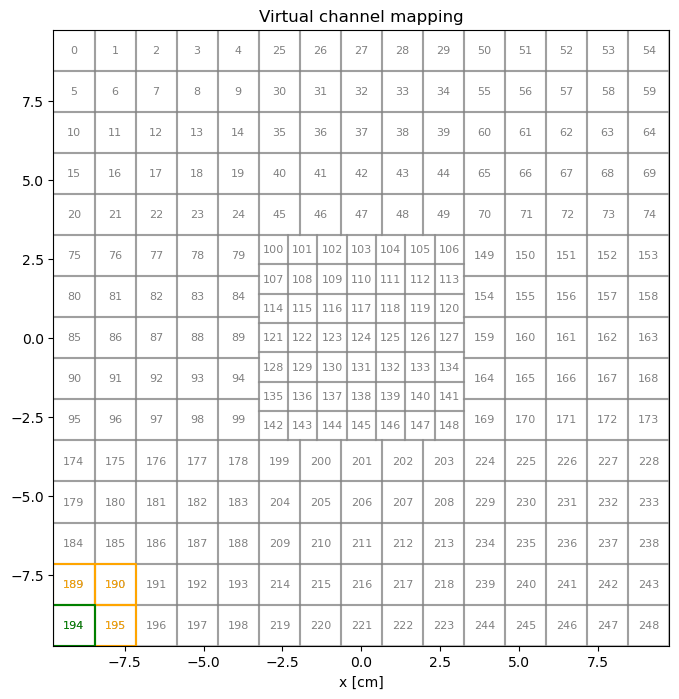 Virtual channel mapping
0 1 2 3 4 25 26 27 28 29 50 51 52 53 54
7.5 5 6 7 8 9 30 31 32 33 34 55 56 57 58 59
10 11 12 13 14 35 36 37 38 39 60 61 62 63 64
5.0 15 16 17 18 19 40 41 42 43 44 65 66 67 68 69
20 21 22 23 24 45 46 47 48 49 70 71 72 73 74
2.5 75 76 77 78 79 100 101 102 103 104 105 106 149 150 151 152 153
107 108 109 110 111 112 113
80 81 82 83 84 114 115 116 117 118 119 120 154 155 156 157 158
0.0 85 86 87 88 89 121 122 123 124 125 126 127 159 160 161 162 163
128 129 130 131 132 133 134
90 91 92 93 94 135 136 137 138 139 140 141 164 165 166 167 168
−2.5 95 96 97 98 99 142 143 144 145 146 147 148 169 170 171 172 173
174 175 176 177 178 199 200 201 202 203 224 225 226 227 228
−5.0 179 180 181 182 183 204 205 206 207 208 229 230 231 232 233
184 185 186 187 188 209 210 211 212 213 234 235 236 237 238
−7.5 189 190 191 192 193 214 215 216 217 218 239 240 241 242 243
194 195 196 197 198 219 220 221 222 223 244 245 246 247 248
−7.5 −5.0 −2.5 0.0 2.5 5.0 7.5
x [cm]